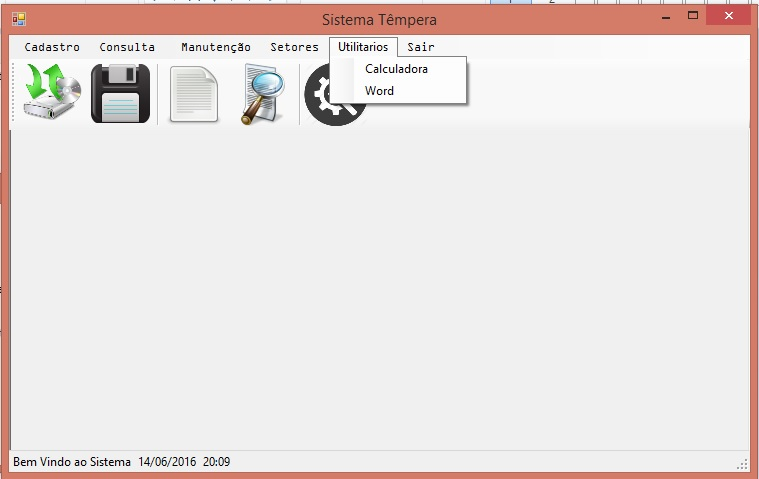 Sistema Têmpera
Cadastro Consulta Manutenção Setores Utilitarios Sair
Calculadora
Word
Bem Vindo ao Sistema 14/06/2016 20:09